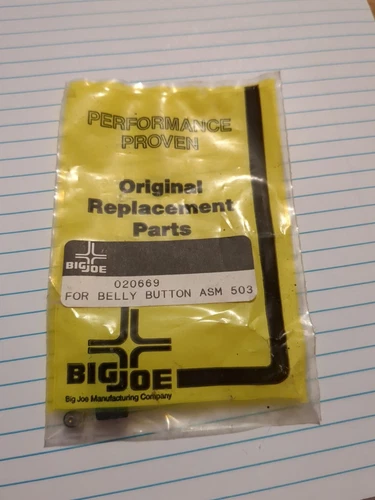 PERFORMANCE
PROVEN
Original
Replacement
Parts
BIG JOE
020669
FOR BELLY BUTTON ASM 503
BIG JOE
Big Joe Manufacturing Company